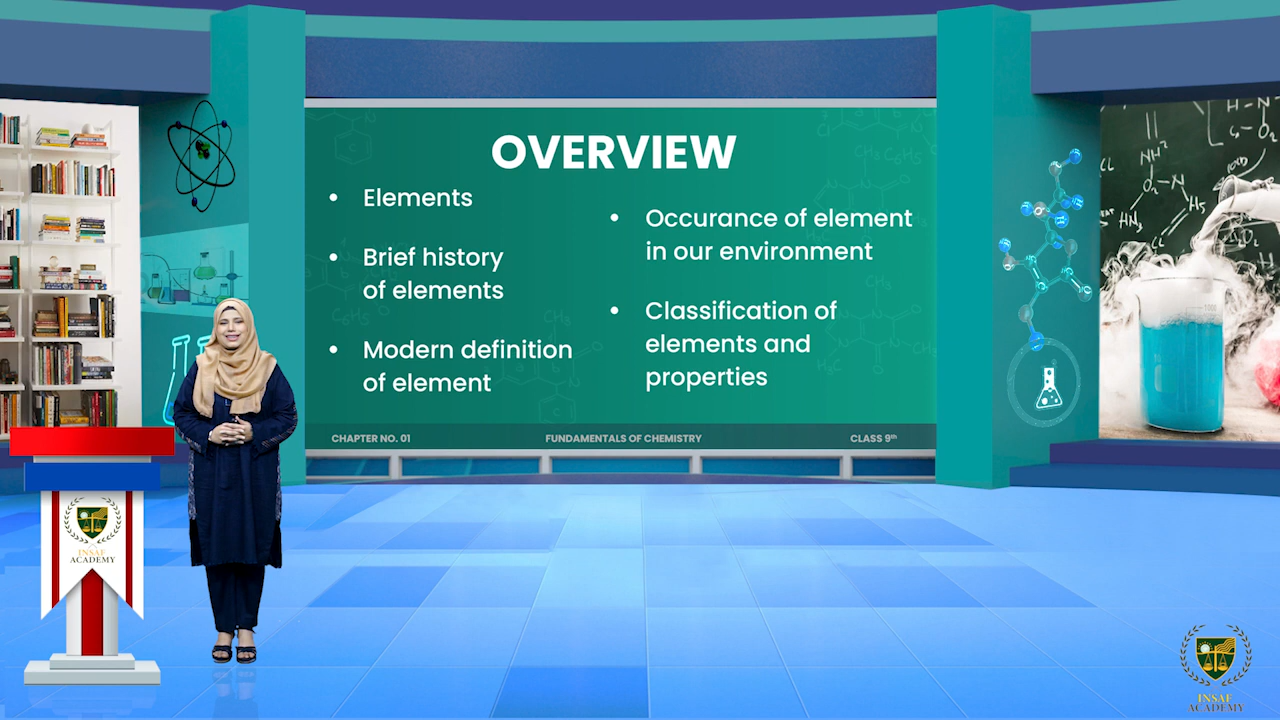 OVERVIEW
• Elements
• Brief history
of elements
• Modern definition
of element
• Occurance of element
in our environment
• Classification of
elements and
properties
CHAPTER NO. 01
FUNDAMENTALS OF CHEMISTRY
CLASS 9th
INSAF
ACADEMY
INSAF
ACADEMY